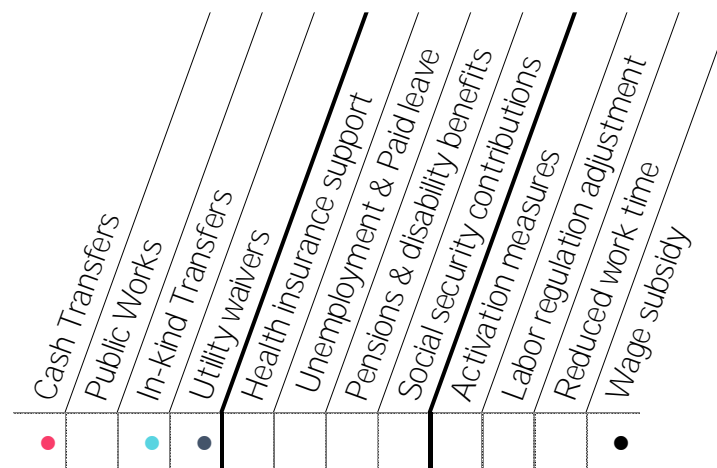 Cash Transfers
Public Works
In-Kind Transfers
Utility waivers
Health insurance support
Unemployment & Paid leave
Pensions & disability benefits
Social security contributions
Activation measures
Labor regulation adjustment
Reduced work time
Wage subsidy